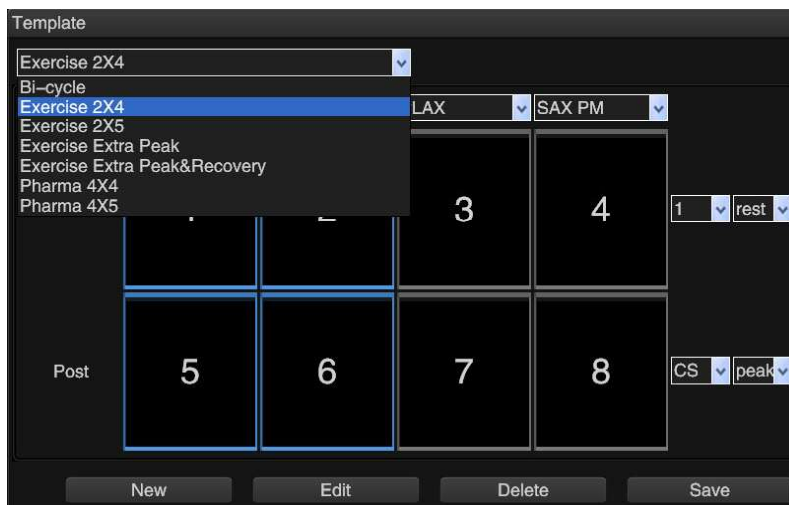 Template
Exercise 2X4
Bi-cycle
Exercise 2X4
LAX SAX PM
Exercise 2X5
Exercise Extra Peak
Exercise Extra Peak&Recovery
Pharma 4X4
Pharma 4X5
3 4 1 rest
Post 5 6 7 8 CS peak
New Edit Delete Save